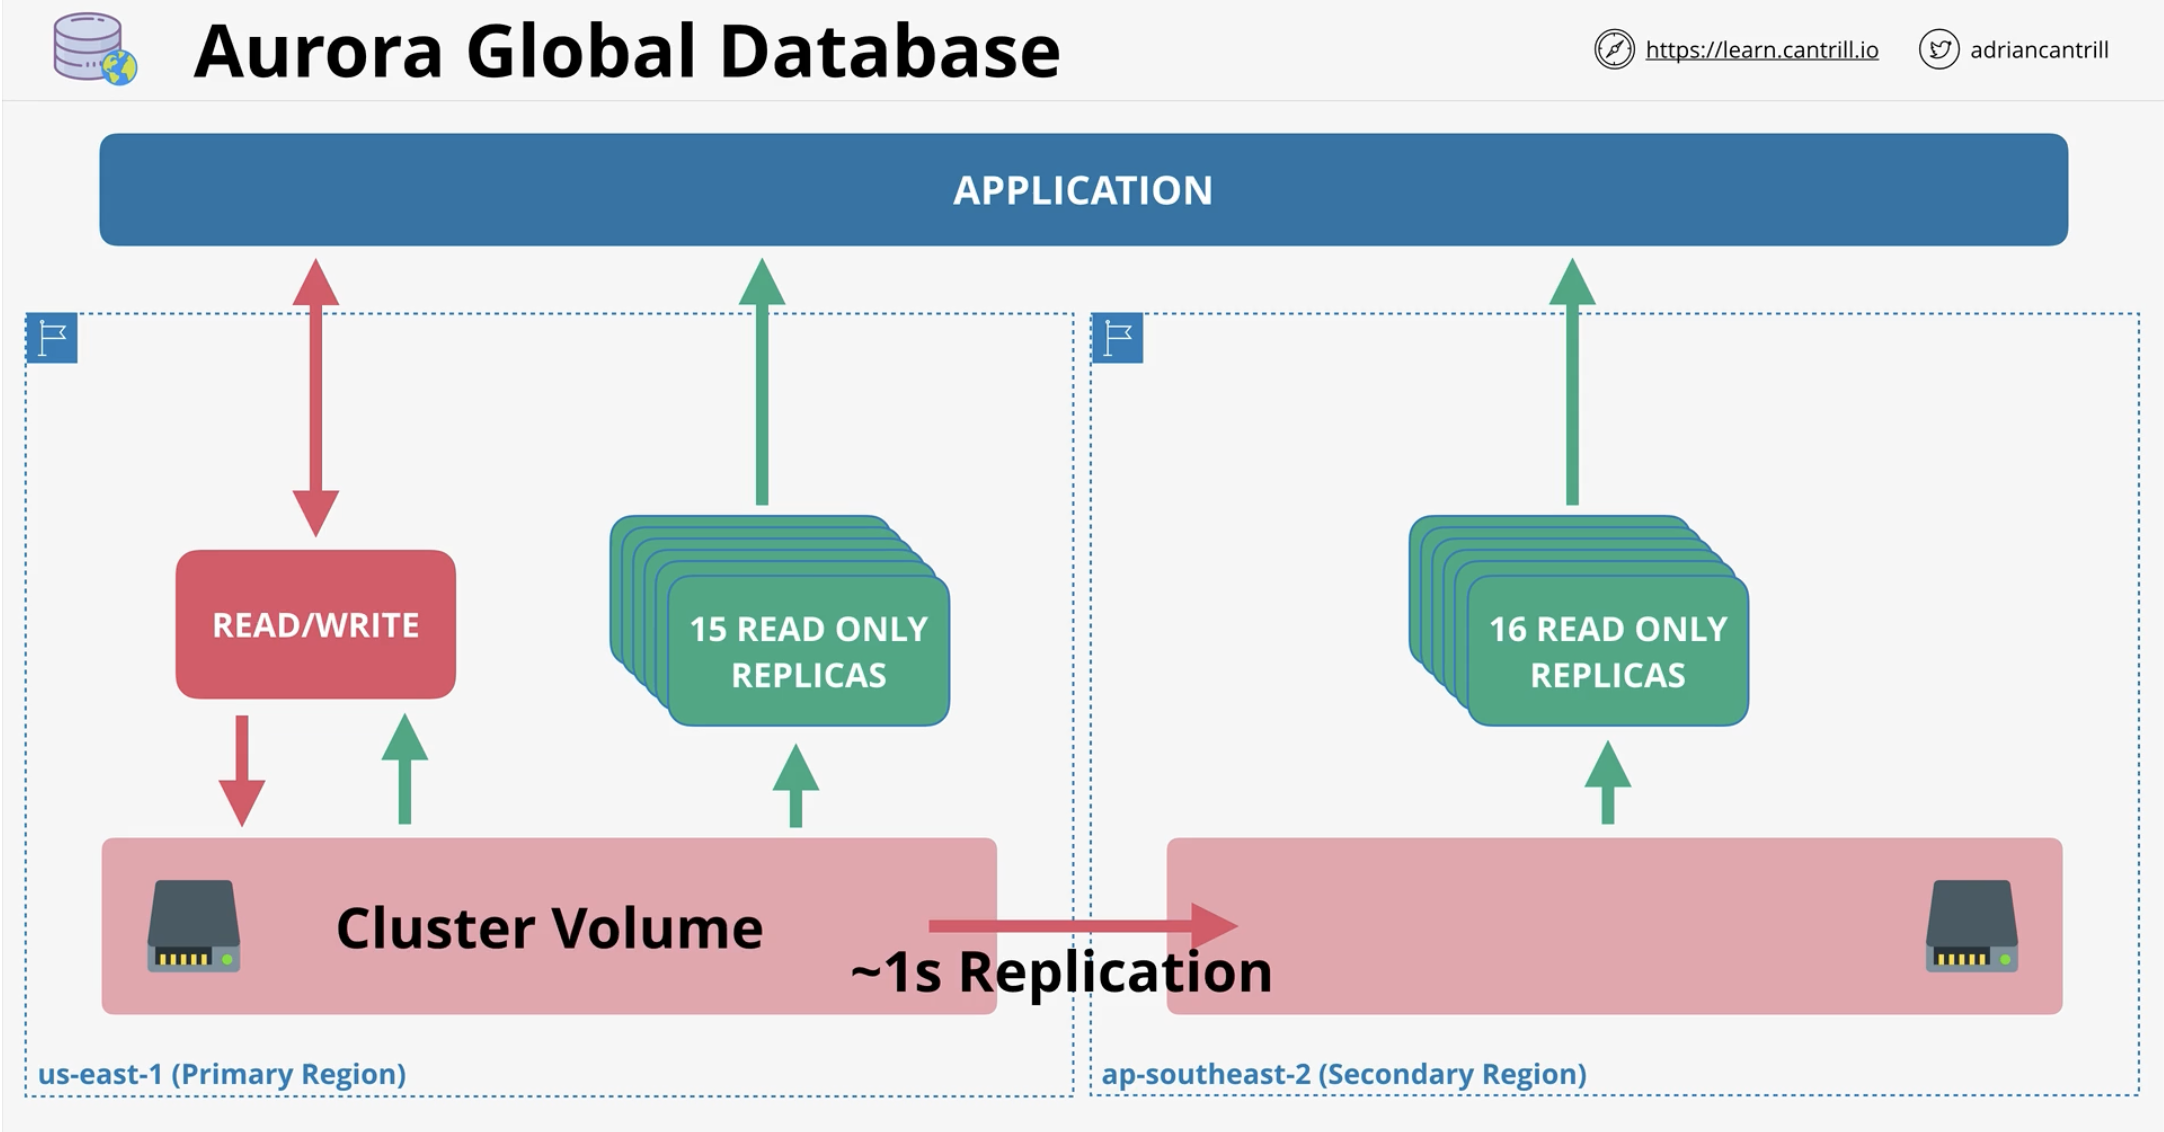 Aurora Global Database
https://learn.cantrill.io
adriancantrill
APPLICATION
READ/WRITE
15 READ ONLY
REPLICAS
16 READ ONLY
REPLICAS
Cluster Volume
~1s Replication
us-east-1 (Primary Region)
ap-southeast-2 (Secondary Region)